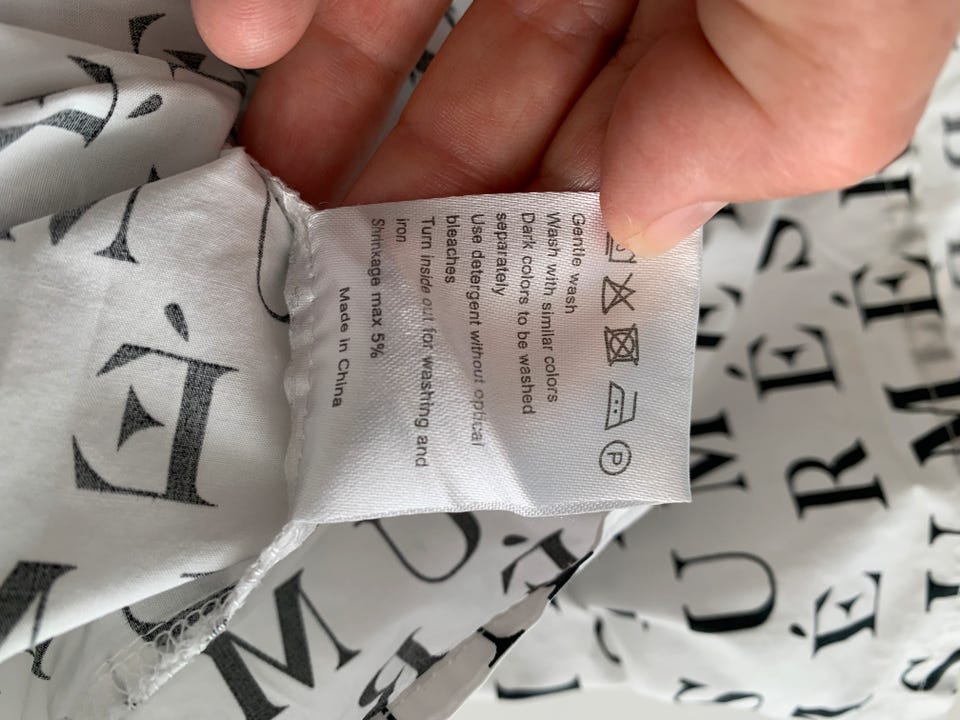 Gentle wash
Wash with similar colors
Dark colors to be washed
separately
Use detergent without optical
bleaches
Turn inside out for washing and
iron
Shrinkage max 5%
Made in China
P
É
M
U
R
É
M
É